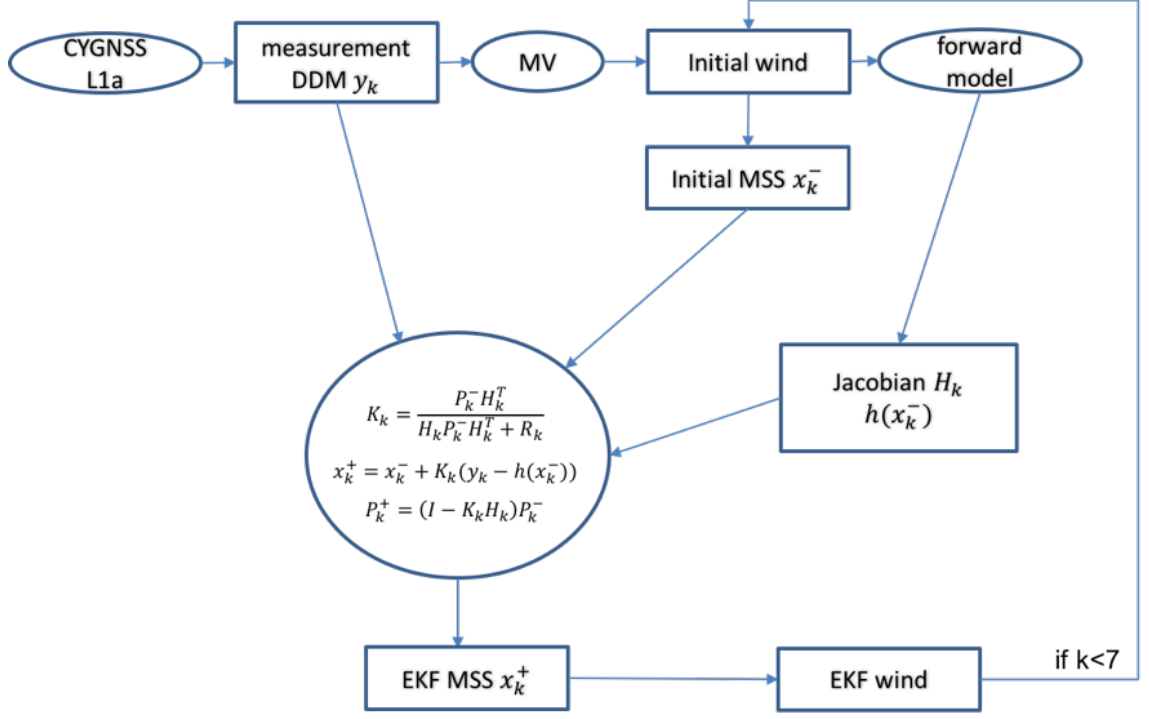 CYGNSS
L1a
measurement
DDM $y_k$
MV
Initial wind
forward
model
Initial MSS $x_k^-$
Jacobian $H_k$
$h(x_k^-)$
$K_k = \frac{P_k^- H_k^T}{H_k P_k^- H_k^T + R_k}$
$x_k^+ = x_k^- + K_k(y_k - h(x_k^-))$
$P_k^+ = (I - K_k H_k)P_k^-$
EKF MSS $x_k^+$
EKF wind
if k<7